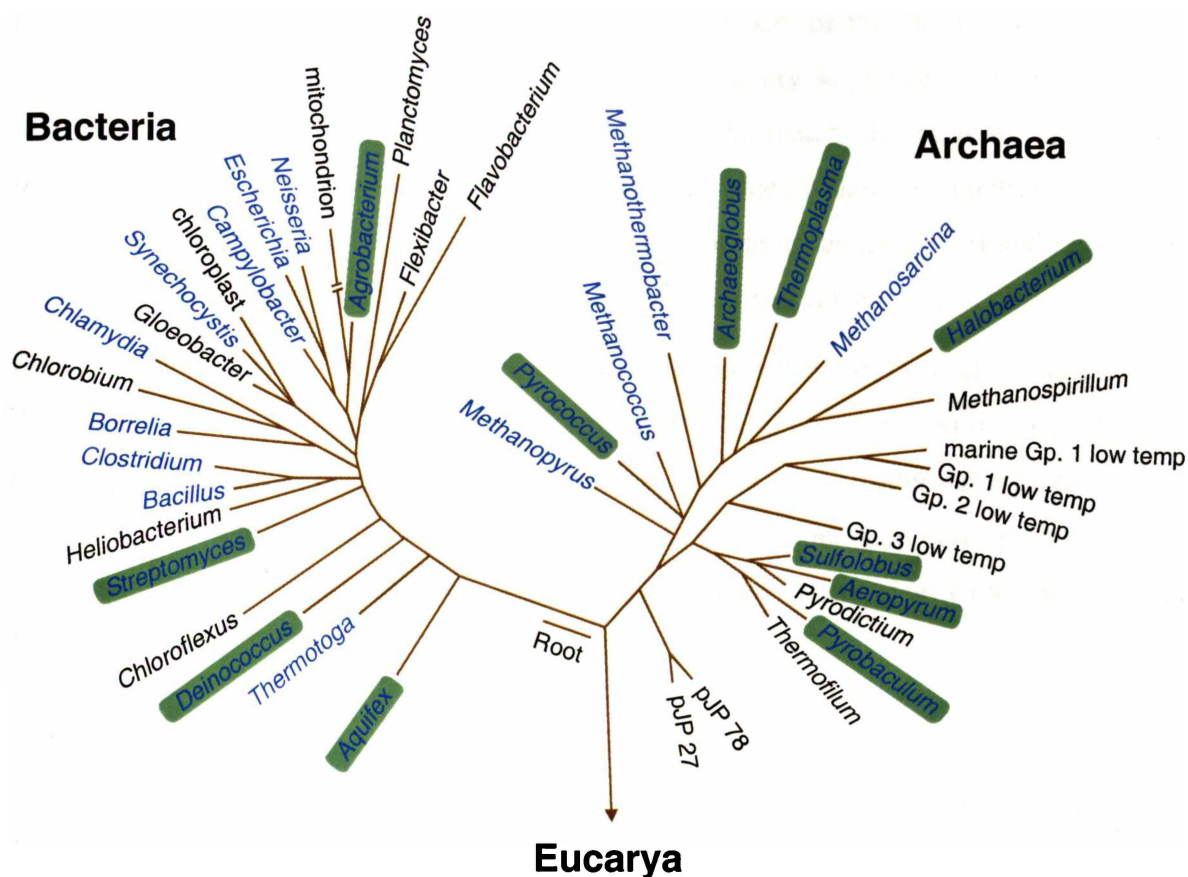 Bacteria
Archaea
Eucarya
Root
Planctomyces
mitochondrion
Agrobacterium
Flavobacterium
Flexibacter
Neisseria
Escherichia
Campylobacter
chloroplast
Synechocystis
Gloeobacter
Chlamydia
Chlorobium
Borrelia
Clostridium
Bacillus
Heliobacterium
Streptomyces
Chloroflexus
Deinococcus
Thermotoga
Aquifex
Methanopyrus
Pyrococcus
Methanococcus
Methanothermobacter
Archaeoglobus
Thermoplasma
Methanosarcina
Halobacterium
Methanospirillum
marine Gp. 1 low temp
Gp. 1 low temp
Gp. 2 low temp
Gp. 3 low temp
Sulfolobus
Aeropyrum
Pyrodictium
Pyrobaculum
Thermofilum
pJP 78
pJP 27